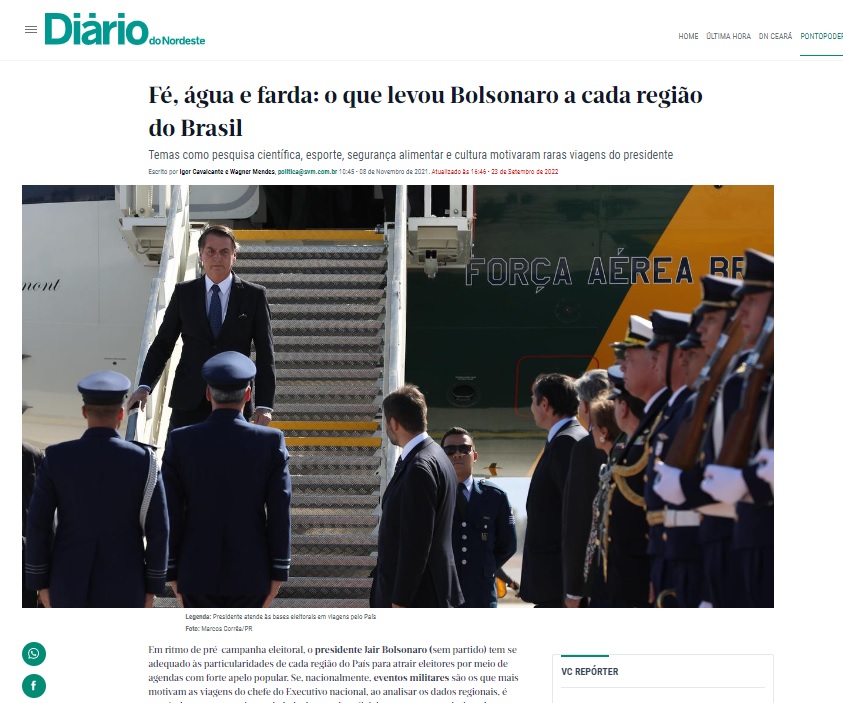 Diário do Nordeste
HOME ÚLTIMA HORA DN CEARÁ PONTOPODER
Fé, água e farda: o que levou Bolsonaro a cada região
do Brasil
Temas como pesquisa científica, esporte, segurança alimentar e cultura motivaram raras viagens do presidente
Escrito por Igor Cavalcante e Wagner Mendes, politica@svm.com.br 10:45 - 08 de Novembro de 2021. Atualizado às 16:46 - 23 de Setembro de 2022
mont
FORÇA AÉREA BR
Legenda: Presidente atende às bases eleitorais em viagens pelo País
Foto: Marcos Corrêa/PR
Em ritmo de pré-campanha eleitoral, o presidente Jair Bolsonaro (sem partido) tem se
adequado às particularidades de cada região do País para atrair eleitores por meio de
agendas com forte apelo popular. Se, nacionalmente, eventos militares são os que mais
motivam as viagens do chefe do Executivo nacional, ao analisar os dados regionais, é
VC REPÓRTER